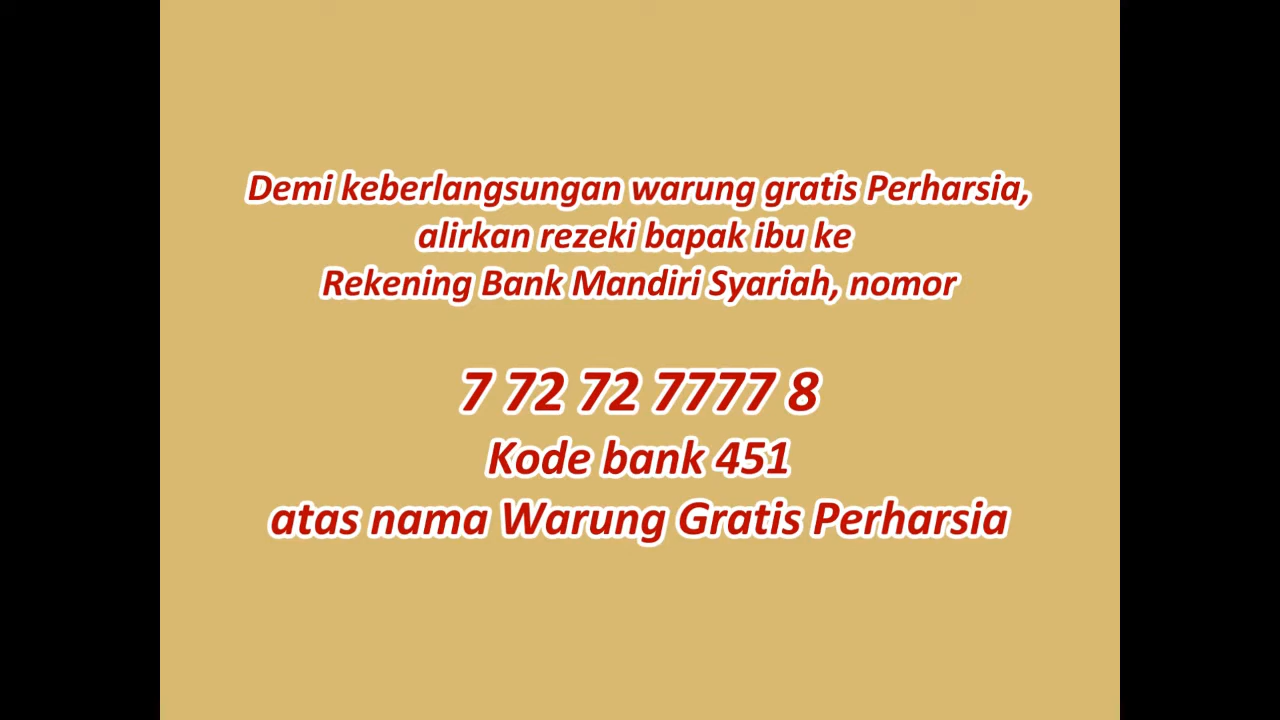 Demi keberlangsungan warung gratis Perharsia,
alirkan rezeki bapak ibu ke
Rekening Bank Mandiri Syariah, nomor
7 72 72 7777 8
Kode bank 451
atas nama Warung Gratis Perharsia